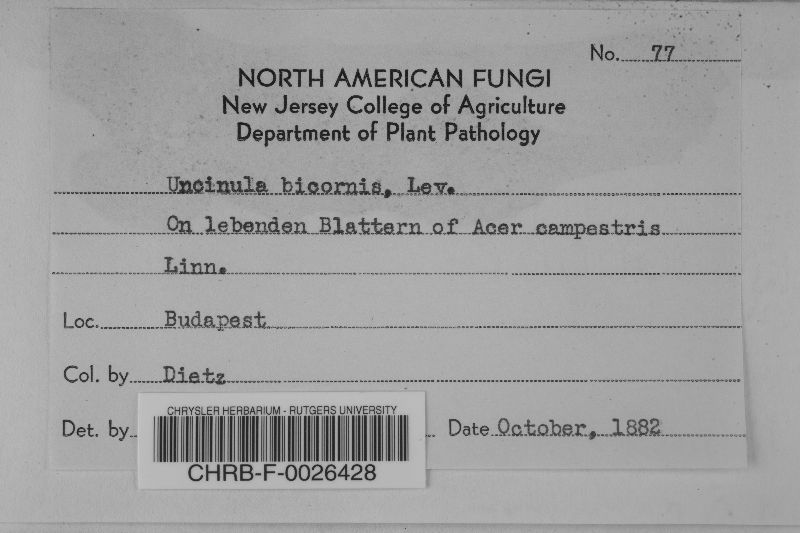 No. 77
NORTH AMERICAN FUNGI
New Jersey College of Agriculture
Department of Plant Pathology
Uncinula bicornis, Lev.
On lebenden Blattern of Acer campestris
Linn.
Loc. Budapest
Col. by Dietz
Det. by
Date October, 1882
CHRYSLER HERBARIUM - RUTGERS UNIVERSITY
CHRB-F-0026428